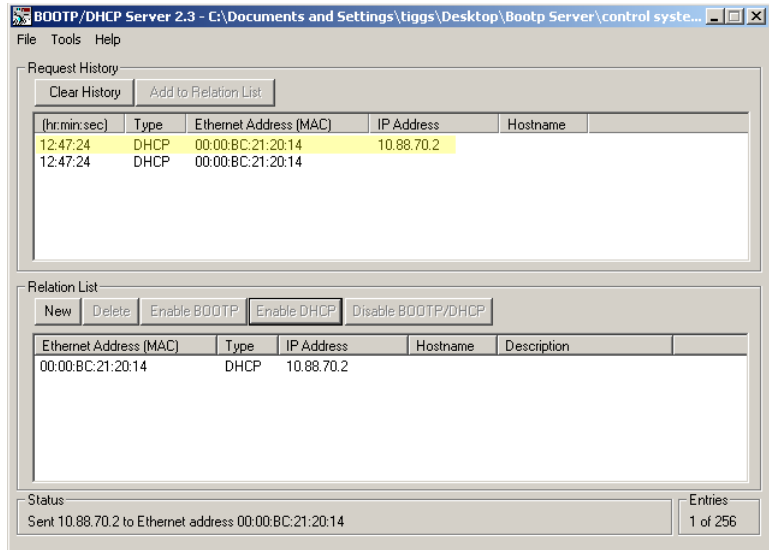 BOOTP/DHCP Server 2.3 - C:\Documents and Settings\tiggs\Desktop\Bootp Server\control syste...
File Tools Help
Request History
Clear History Add to Relation List
(hr:min:sec) Type Ethernet Address (MAC) IP Address Hostname
12:47:24 DHCP 00:00:BC:21:20:14 10.88.70.2
12:47:24 DHCP 00:00:BC:21:20:14
Relation List
New Delete Enable BOOTP Enable DHCP Disable BOOTP/DHCP
Ethernet Address (MAC) Type IP Address Hostname Description
00:00:BC:21:20:14 DHCP 10.88.70.2
Status Entries
Sent 10.88.70.2 to Ethernet address 00:00:BC:21:20:14 1 of 256